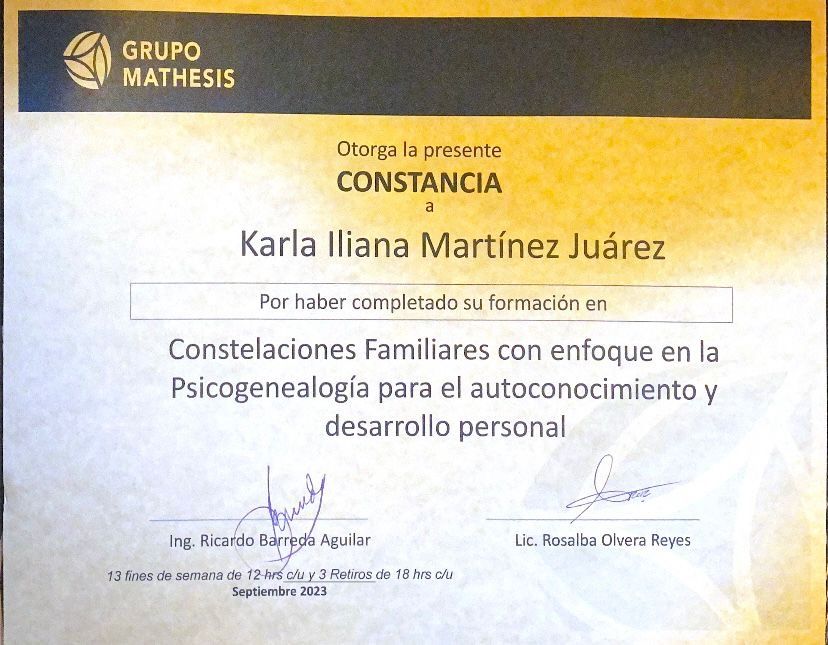 GRUPO
MATHESIS
Otorga la presente
CONSTANCIA
a
Karla Iliana Martínez Juárez
Por haber completado su formación en
Constelaciones Familiares con enfoque en la
Psicogenealogía para el autoconocimiento y
desarrollo personal
Ing. Ricardo Barreda Aguilar
Lic. Rosalba Olvera Reyes
13 fines de semana de 12 hrs c/u y 3 Retiros de 18 hrs c/u
Septiembre 2023